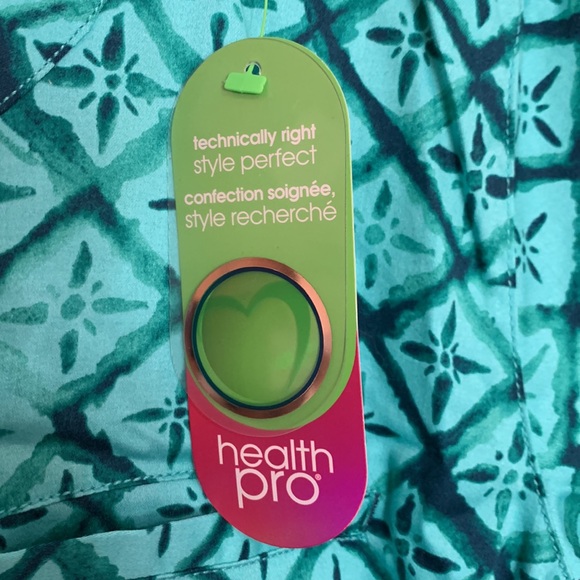 technically right
style perfect
confection soignée,
style recherché
health
pro®